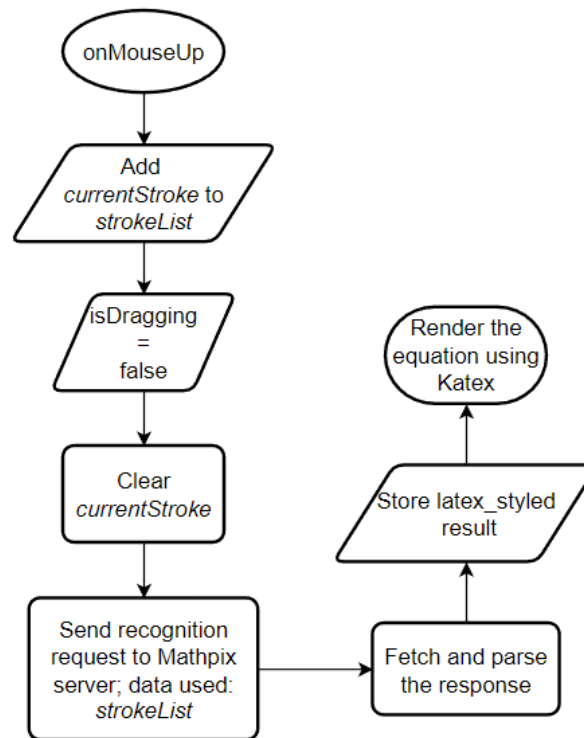 onMouseUp
Add
currentStroke to
strokeList
isDragging
=
false
Clear
currentStroke
Send recognition
request to Mathpix
server; data used:
strokeList
Fetch and parse
the response
Store latex_styled
result
Render the
equation using
Katex